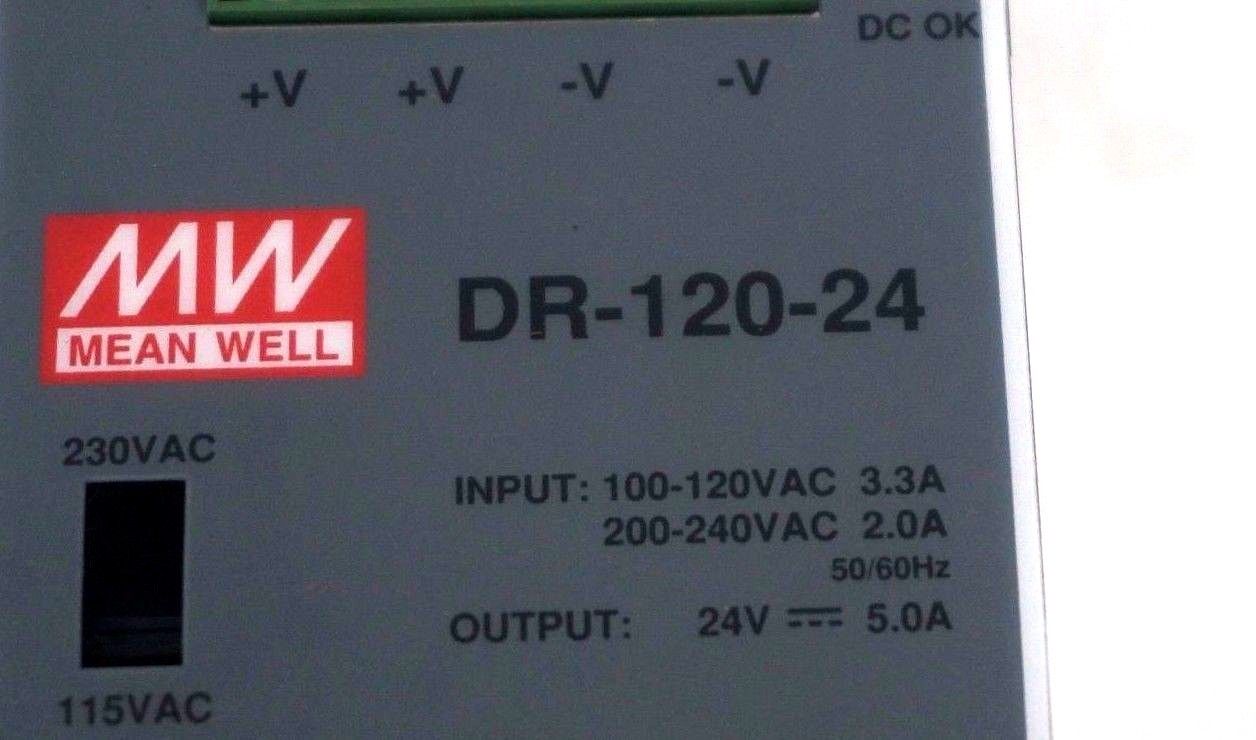 DC OK
+V +V -V -V
MW
MEAN WELL
DR-120-24
230VAC
INPUT: 100-120VAC 3.3A
200-240VAC 2.0A
50/60Hz
OUTPUT: 24V ⎓ 5.0A
115VAC